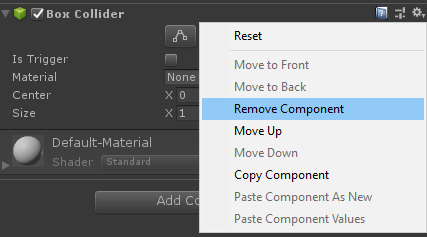 Box Collider
Reset
Is Trigger
Move to Front
Material None
Move to Back
Center X 0
Remove Component
Size X 1
Move Up
Default-Material
Move Down
Shader Standard
Copy Component
Paste Component As New
Add Co
Paste Component Values